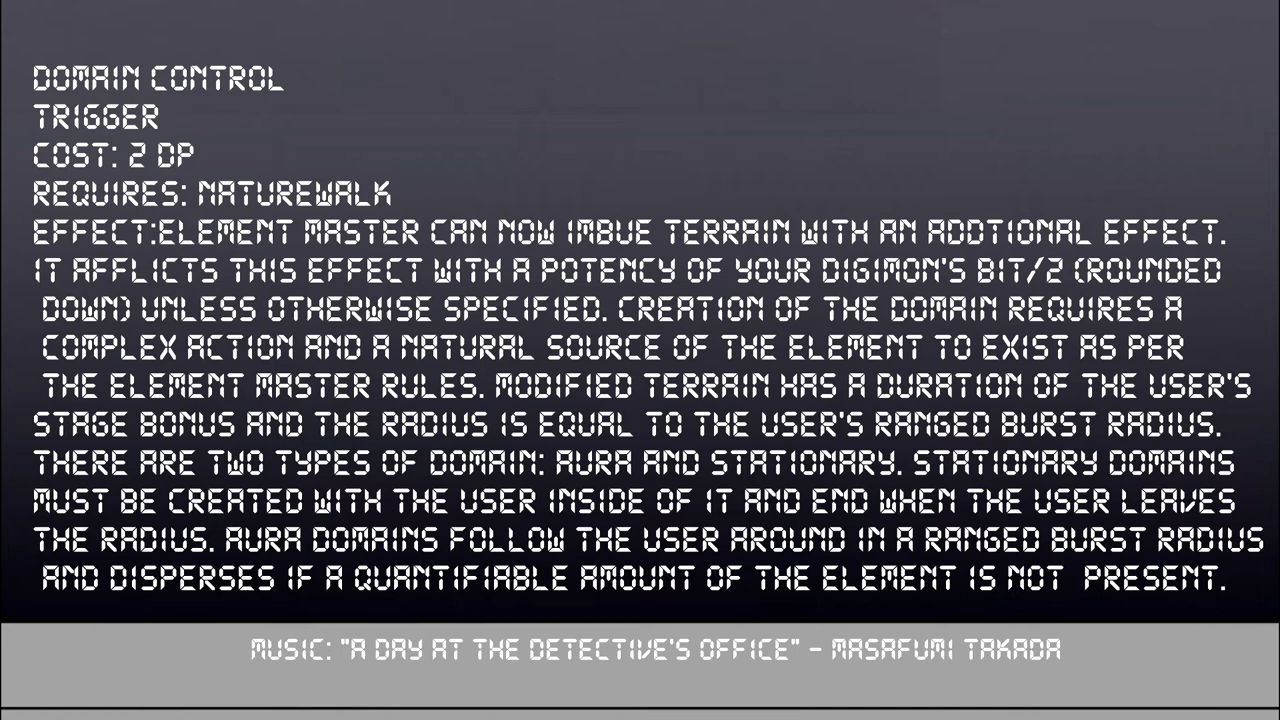 DOMAIN CONTROL
TRIGGER
COST: 2 DP
REQUIRES: NATUREWALK
EFFECT:ELEMENT MASTER CAN NOW IMBUE TERRAIN WITH AN ADDTIONAL EFFECT.
IT AFFLICTS THIS EFFECT WITH A POTENCY OF YOUR DIGIMON'S BIT/2 (ROUNDED
DOWN) UNLESS OTHERWISE SPECIFIED. CREATION OF THE DOMAIN REQUIRES A
COMPLEX ACTION AND A NATURAL SOURCE OF THE ELEMENT TO EXIST AS PER
THE ELEMENT MASTER RULES. MODIFIED TERRAIN HAS A DURATION OF THE USER'S
STAGE BONUS AND THE RADIUS IS EQUAL TO THE USER'S RANGED BURST RADIUS.
THERE ARE TWO TYPES OF DOMAIN: AURA AND STATIONARY. STATIONARY DOMAINS
MUST BE CREATED WITH THE USER INSIDE OF IT AND END WHEN THE USER LEAVES
THE RADIUS. AURA DOMAINS FOLLOW THE USER AROUND IN A RANGED BURST RADIUS
AND DISPERSES IF A QUANTIFIABLE AMOUNT OF THE ELEMENT IS NOT PRESENT.
MUSIC: "A DAY AT THE DETECTIVE'S OFFICE" - MASAFUMI TAKADA